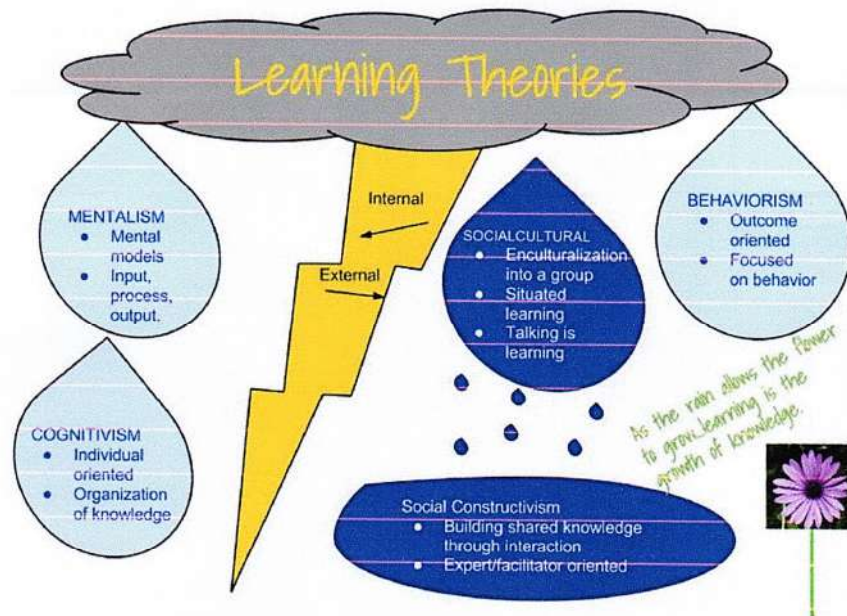 Learning Theories
MENTALISM
● Mental
models
● Input,
process,
output.
COGNITIVISM
● Individual
oriented
● Organization
of knowledge
Internal
External
SOCIALCULTURAL
● Enculturalization
into a group
● Situated
learning
● Talking is
learning
BEHAVIORISM
● Outcome
oriented
● Focused
on behavior
As the rain allows the flower
to grow...learning is the
growth of knowledge.
Social Constructivism
● Building shared knowledge
through interaction
● Expert/facilitator oriented